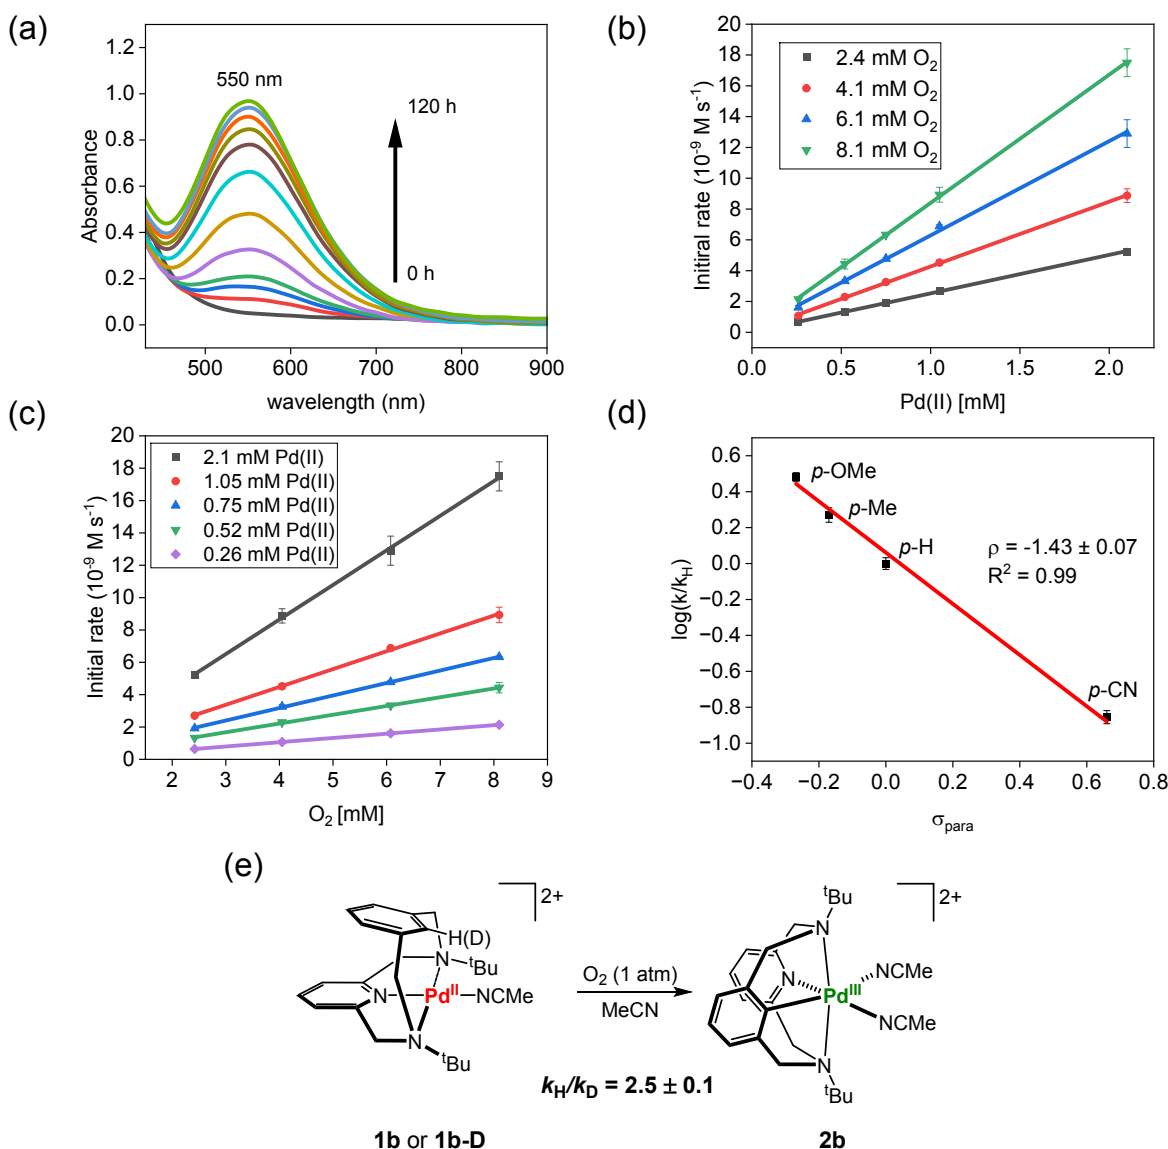 (a)
1.2
1.0
0.8
0.6
0.4
0.2
0.0
Absorbance
550 nm
120 h
0 h
500 600 700 800 900
wavelength (nm)
(b)
20
18
16
14
12
10
8
6
4
2
0
Initiral rate (10⁻⁹ M s⁻¹)
2.4 mM O₂
4.1 mM O₂
6.1 mM O₂
8.1 mM O₂
0.0 0.5 1.0 1.5 2.0
Pd(II) [mM]
(c)
20
18
16
14
12
10
8
6
4
2
0
Initial rate (10⁻⁹ M s⁻¹)
2.1 mM Pd(II)
1.05 mM Pd(II)
0.75 mM Pd(II)
0.52 mM Pd(II)
0.26 mM Pd(II)
2 3 4 5 6 7 8 9
O₂ [mM]
(d)
0.6
0.4
0.2
0.0
−0.2
−0.4
−0.6
−0.8
−1.0
log(k/k_H)
p-OMe
p-Me
p-H
ρ = -1.43 ± 0.07
R² = 0.99
p-CN
−0.4 −0.2 0.0 0.2 0.4 0.6 0.8
σpara
(e)
2+
H(D)
N
ᵗBu
N
Pd^II
NCMe
N
ᵗBu
O₂ (1 atm)
MeCN
2+
ᵗBu
N
N
NCMe
Pd^III
NCMe
N
ᵗBu
k_H/k_D = 2.5 ± 0.1
1b or 1b-D
2b